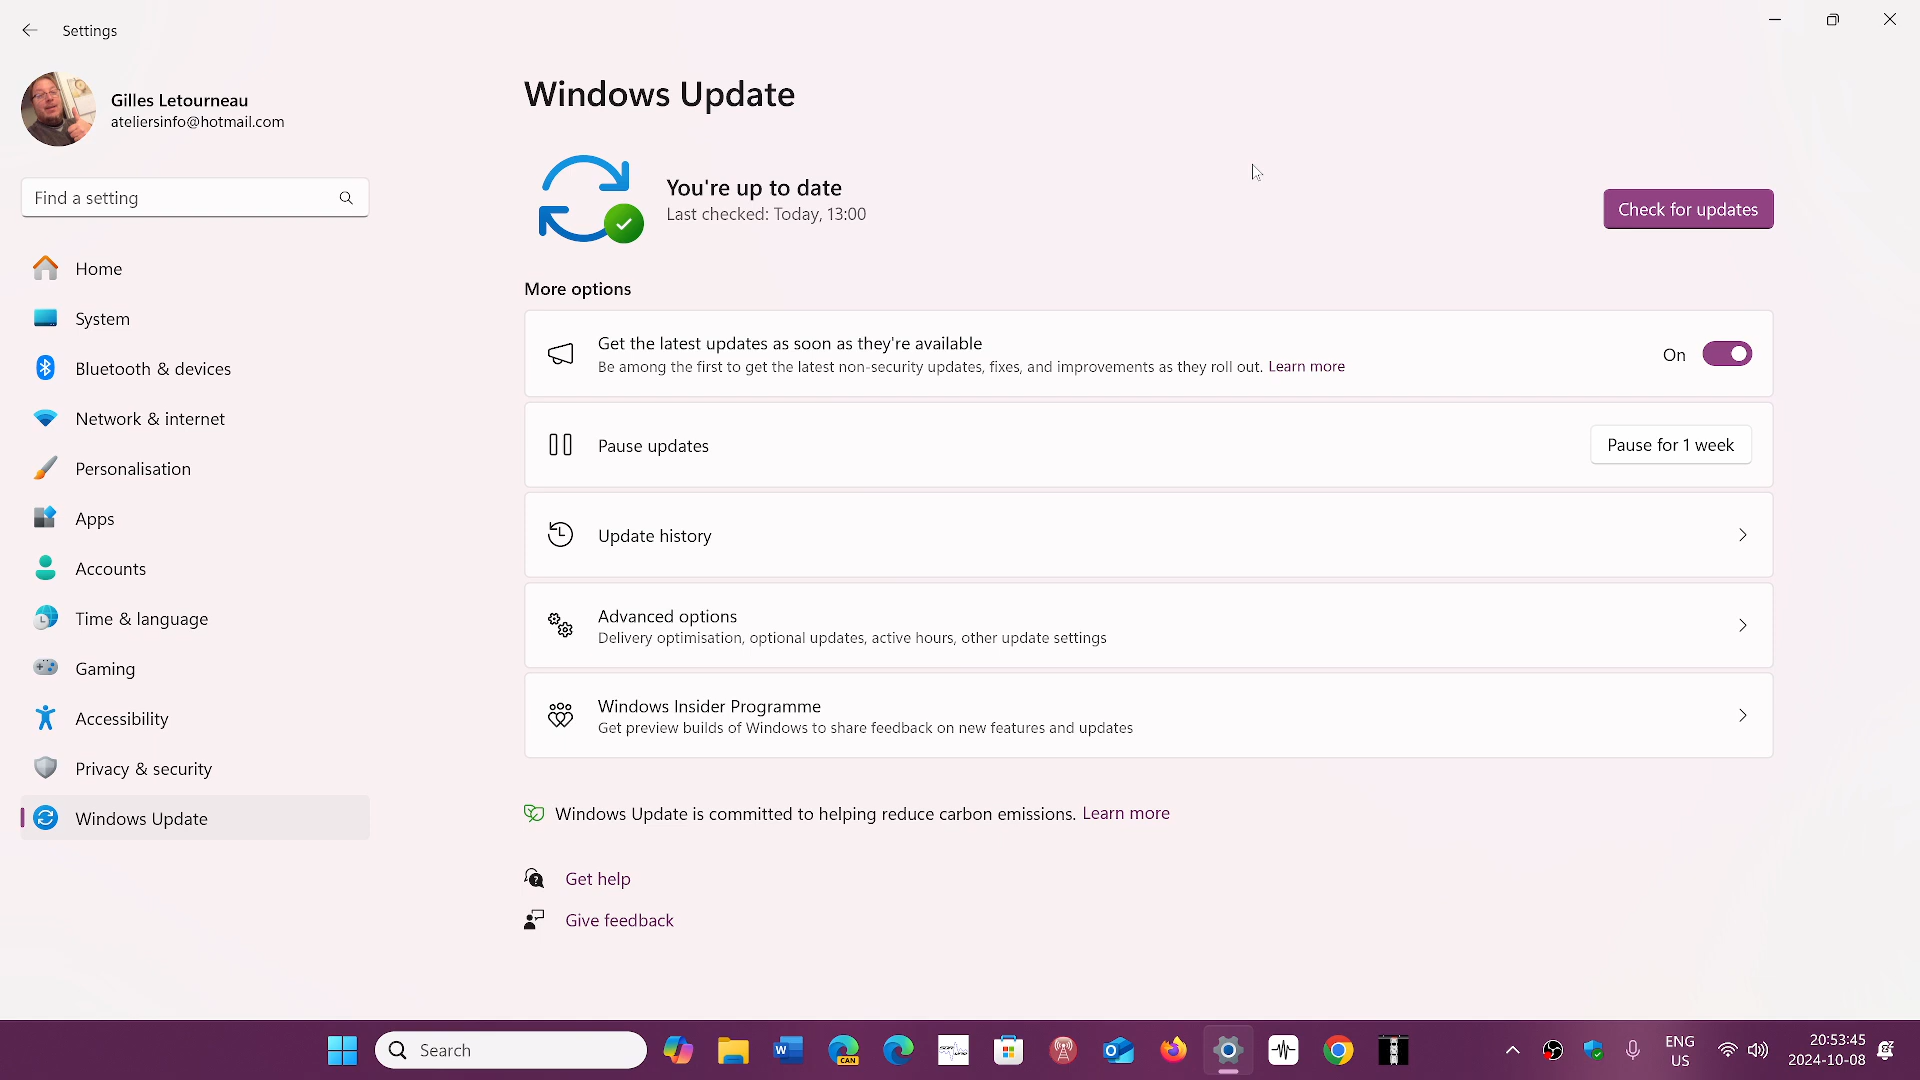 Settings
Gilles Letourneau
ateliersinfo@hotmail.com
Find a setting
Home
System
Bluetooth & devices
Network & internet
Personalisation
Apps
Accounts
Time & language
Gaming
Accessibility
Privacy & security
Windows Update
Windows Update
You're up to date
Last checked: Today, 13:00
Check for updates
More options
Get the latest updates as soon as they're available
Be among the first to get the latest non-security updates, fixes, and improvements as they roll out. Learn more
On
Pause updates
Pause for 1 week
Update history
Advanced options
Delivery optimisation, optional updates, active hours, other update settings
Windows Insider Programme
Get preview builds of Windows to share feedback on new features and updates
Windows Update is committed to helping reduce carbon emissions. Learn more
Get help
Give feedback
Search
W
CAN
ENG
US
20:53:45
2024-10-08